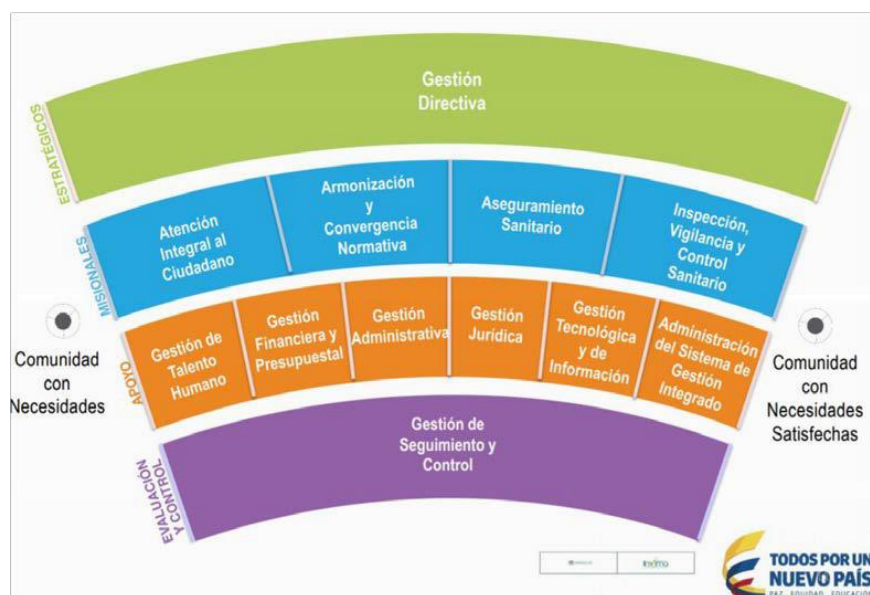 Gestión
Directiva
ESTRATÉGICOS
Atención
Integral al
Ciudadano
Armonización
y
Convergencia
Normativa
Aseguramiento
Sanitario
Inspección,
Vigilancia y
Control
Sanitario
MISIONALES
Gestión de
Talento
Humano
Gestión
Financiera y
Presupuestal
Gestión
Administrativa
Gestión
Jurídica
Gestión
Tecnológica
y de
Información
Administración
del Sistema de
Gestión
Integrado
APOYO
Comunidad
con
Necesidades
Comunidad
con
Necesidades
Satisfechas
Gestión de
Seguimiento y
Control
EVALUACIÓN
Y CONTROL
invima
TODOS POR UN
NUEVO PAÍS
PAZ EQUIDAD EDUCACIÓN